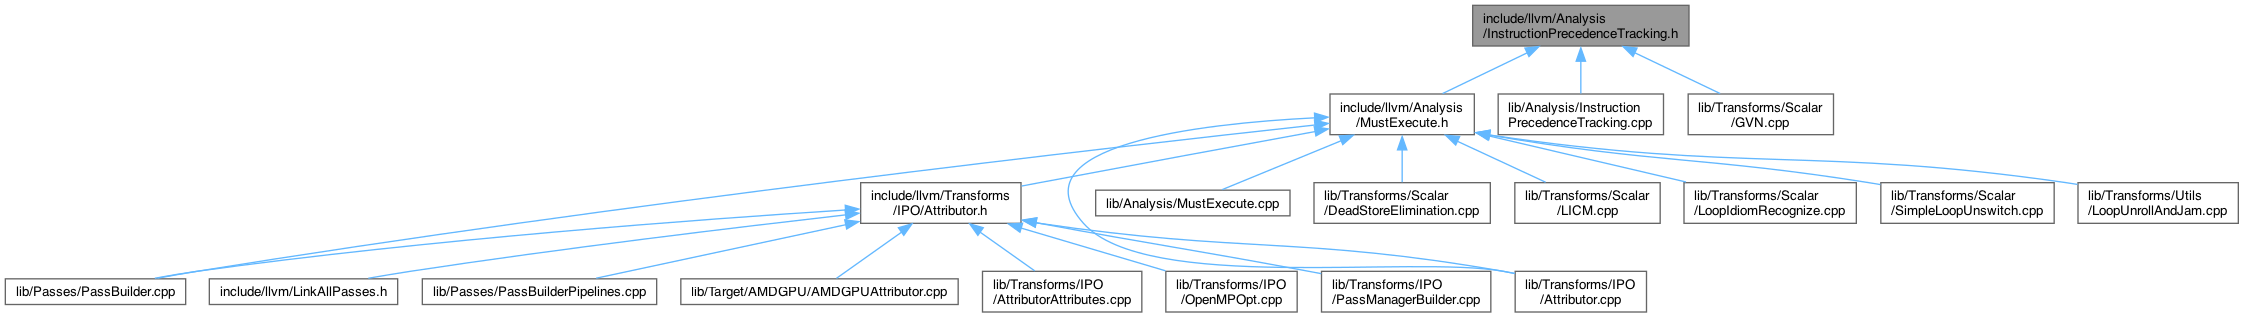 include/llvm/Analysis
/InstructionPrecedenceTracking.h
include/llvm/Analysis
/MustExecute.h
lib/Analysis/Instruction
PrecedenceTracking.cpp
lib/Transforms/Scalar
/GVN.cpp
include/llvm/Transforms
/IPO/Attributor.h
lib/Analysis/MustExecute.cpp
lib/Transforms/Scalar
/DeadStoreElimination.cpp
lib/Transforms/Scalar
/LICM.cpp
lib/Transforms/Scalar
/LoopIdiomRecognize.cpp
lib/Transforms/Scalar
/SimpleLoopUnswitch.cpp
lib/Transforms/Utils
/LoopUnrollAndJam.cpp
lib/Passes/PassBuilder.cpp
include/llvm/LinkAllPasses.h
lib/Passes/PassBuilderPipelines.cpp
lib/Target/AMDGPU/AMDGPUAttributor.cpp
lib/Transforms/IPO
/AttributorAttributes.cpp
lib/Transforms/IPO
/OpenMPOpt.cpp
lib/Transforms/IPO
/PassManagerBuilder.cpp
lib/Transforms/IPO
/Attributor.cpp